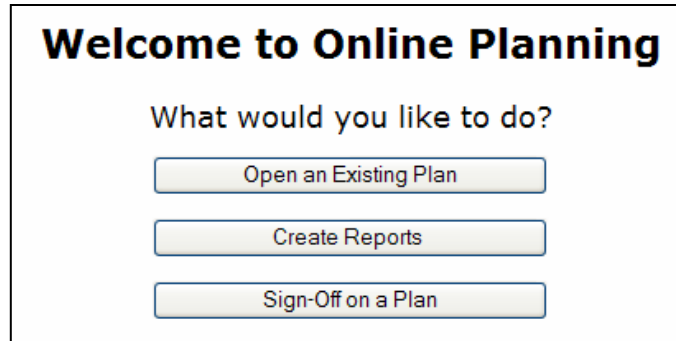 Welcome to Online Planning
What would you like to do?
Open an Existing Plan
Create Reports
Sign-Off on a Plan